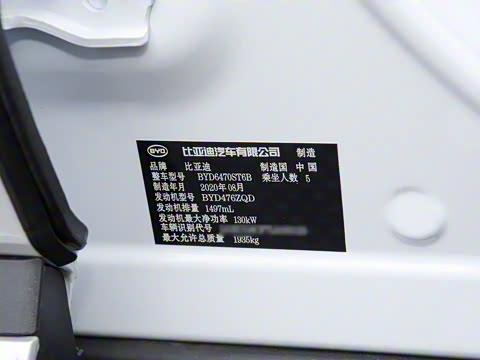 BYD 比亚迪汽车有限公司 制造
品牌 比亚迪 制造国 中国
整车型号 BYD6470ST6B 乘坐人数 5
制造年月 2020年08月
发动机型号 BYD476ZQD
发动机排量 1497mL
发动机最大净功率 130kW
车辆识别代号
最大允许总质量 1935kg